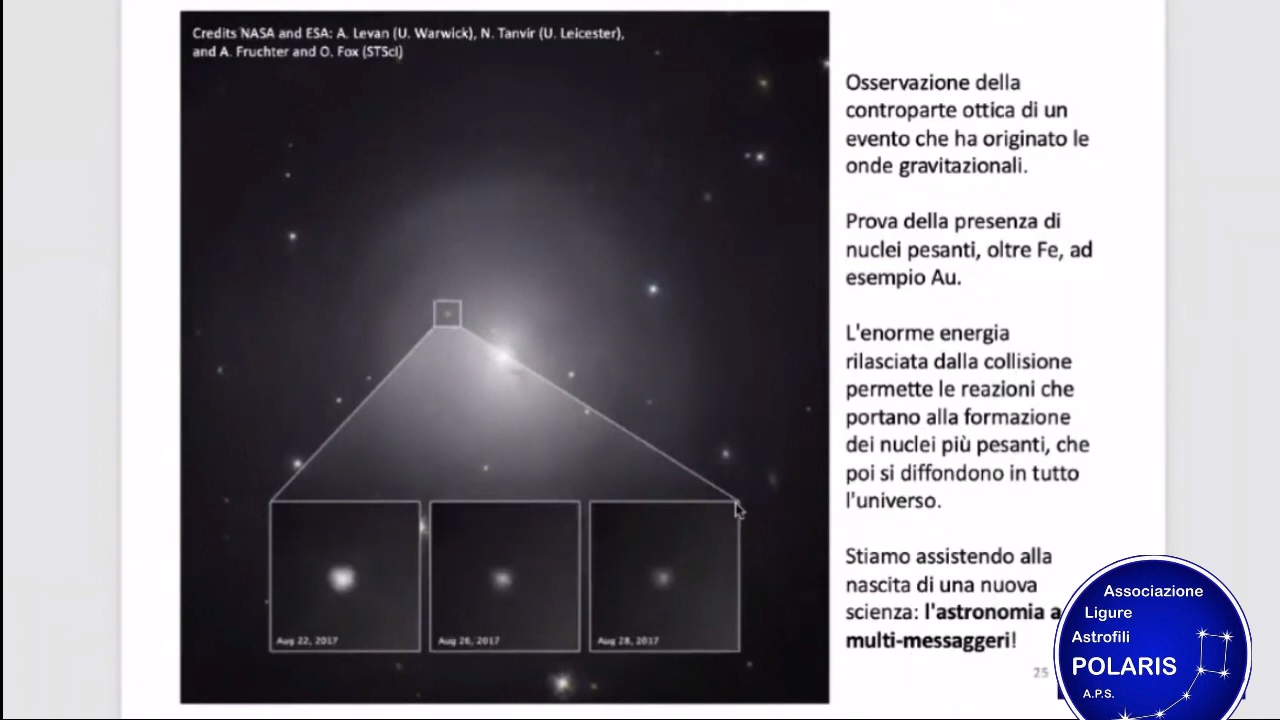 Credits NASA and ESA: A. Levan (U. Warwick), N. Tanvir (U. Leicester),
and A. Fruchter and O. Fox (STScI)
Osservazione della
controparte ottica di un
evento che ha originato le
onde gravitazionali.
Prova della presenza di
nuclei pesanti, oltre Fe, ad
esempio Au.
L'enorme energia
rilasciata dalla collisione
permette le reazioni che
portano alla formazione
dei nuclei più pesanti, che
poi si diffondono in tutto
l'universo.
Stiamo assistendo alla
nascita di una nuova
scienza: l'astronomia a
multi-messaggeri!
Aug 22, 2017
Aug 26, 2017
Aug 28, 2017
25
Associazione
Ligure
Astrofili
POLARIS
A.P.S.